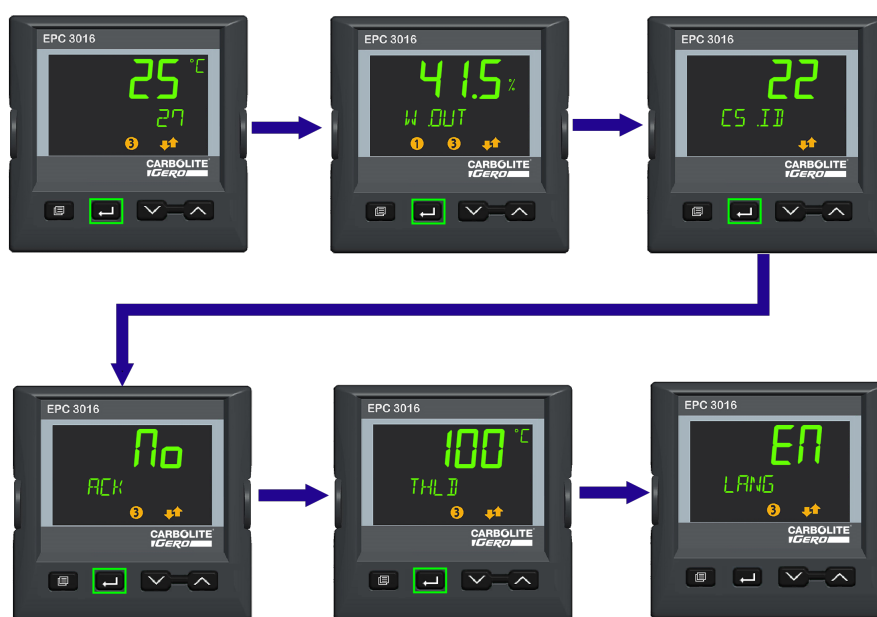 EPC 3016
25 °C
27
3
CARBOLITE
GERO
EPC 3016
41.5 %
W.OUT
1 3
CARBOLITE
GERO
EPC 3016
22
CS.ID
CARBOLITE
GERO
EPC 3016
No
ACK
3
CARBOLITE
GERO
EPC 3016
100 °C
THL.D
3
CARBOLITE
GERO
EPC 3016
EN
LANG
3
CARBOLITE
GERO